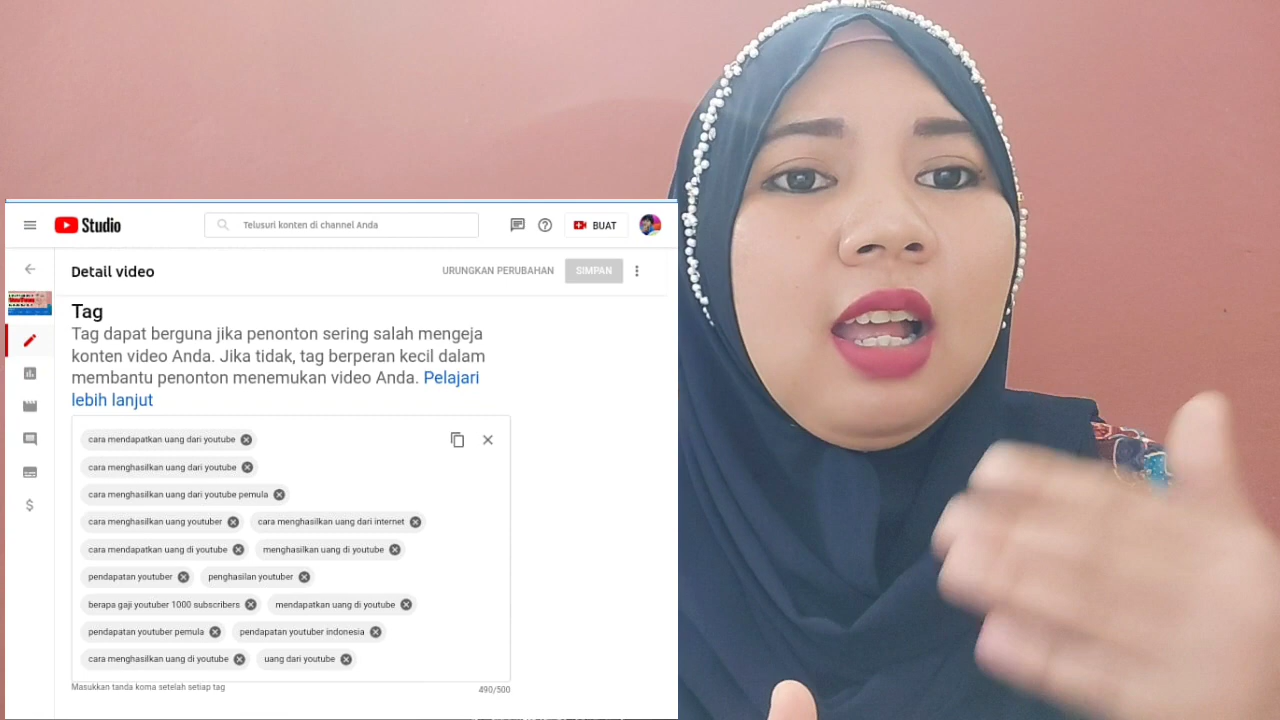 Studio
Telusuri konten di channel Anda
BUAT
Detail video
URUNGKAN PERUBAHAN
SIMPAN
Tag
Tag dapat berguna jika penonton sering salah mengeja
konten video Anda. Jika tidak, tag berperan kecil dalam
membantu penonton menemukan video Anda. Pelajari
lebih lanjut
cara mendapatkan uang dari youtube
cara menghasilkan uang dari youtube
cara menghasilkan uang dari youtube pemula
cara menghasilkan uang youtuber
cara menghasilkan uang dari internet
cara mendapatkan uang di youtube
menghasilkan uang di youtube
pendapatan youtuber
penghasilan youtuber
berapa gaji youtuber 1000 subscribers
mendapatkan uang di youtube
pendapatan youtuber pemula
pendapatan youtuber indonesia
cara menghasilkan uang di youtube
uang dari youtube
Masukkan tanda koma setelah setiap tag
490/500